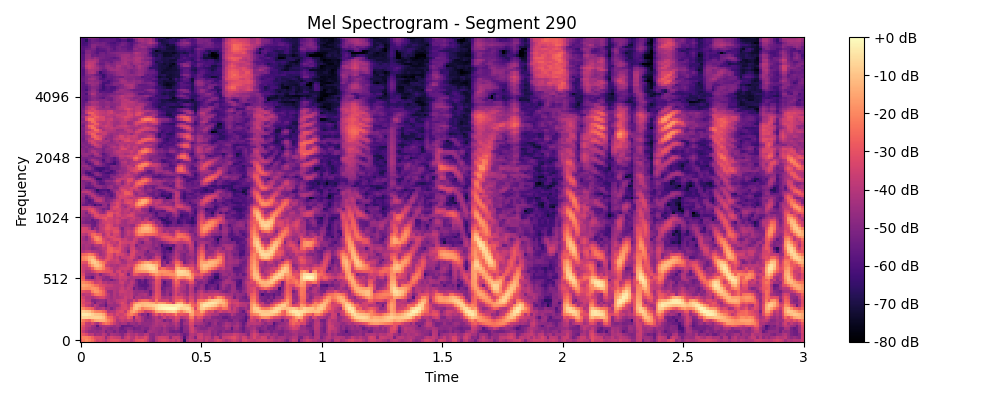 Mel Spectrogram - Segment 290
Frequency
4096
2048
1024
512
0
0
0.5
1
1.5
2
2.5
3
Time
+0 dB
-10 dB
-20 dB
-30 dB
-40 dB
-50 dB
-60 dB
-70 dB
-80 dB